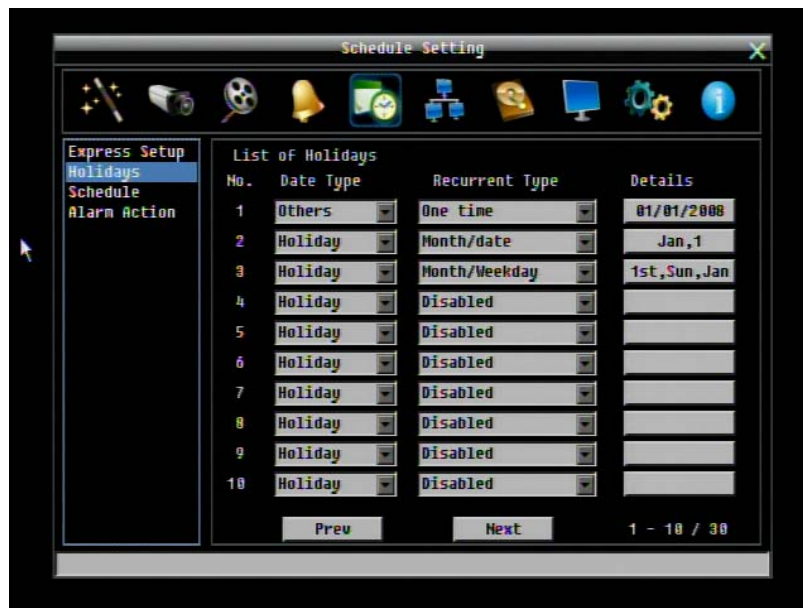 Schedule Setting
X
Express Setup
Holidays
Schedule
Alarm Action
List of Holidays
No. Date Type Recurrent Type Details
1 Others One time 01/01/2008
2 Holiday Month/date Jan,1
3 Holiday Month/Weekday 1st,Sun,Jan
4 Holiday Disabled
5 Holiday Disabled
6 Holiday Disabled
7 Holiday Disabled
8 Holiday Disabled
9 Holiday Disabled
10 Holiday Disabled
Prev Next 1 - 10 / 30